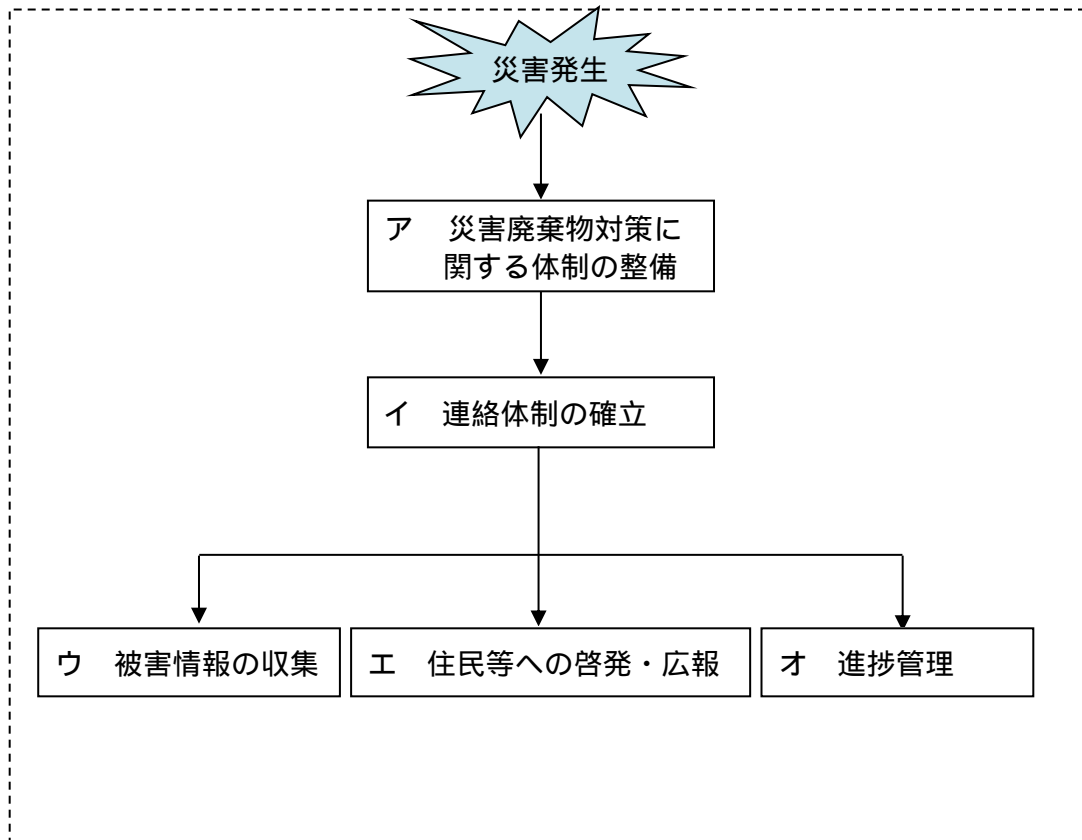 災害発生
ア 災害廃棄物対策に
関する体制の整備
イ 連絡体制の確立
ウ 被害情報の収集
エ 住民等への啓発・広報
オ 進捗管理